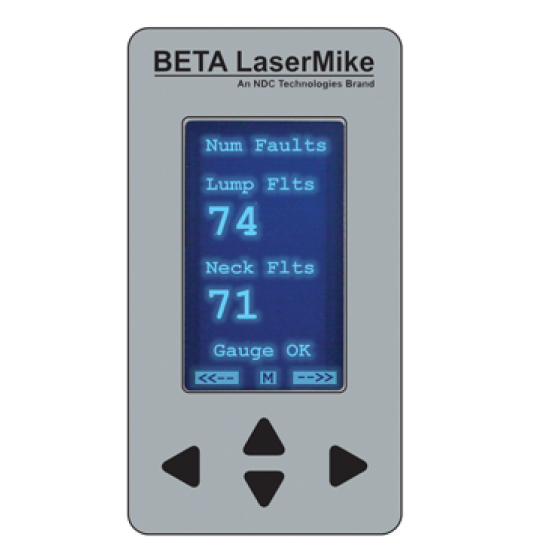 BETA LaserMike
An NDC Technologies Brand
Num Faults
Lump Flts
74
Neck Flts
71
Gauge OK
<<-- M -->>